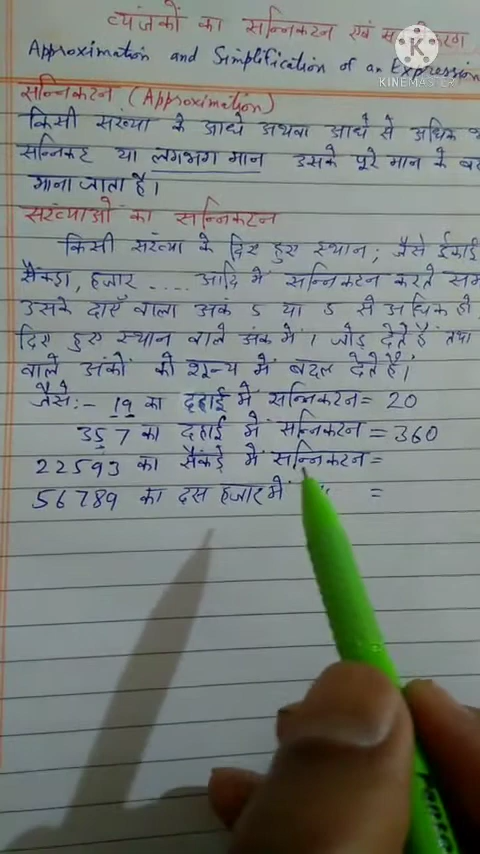 व्यंजकों का सन्निकटन एवं
Approximation and Simplification of an Expression
K
KINEMASTER
सन्निकटन (Approximation)
किसी संख्या के आधे अथवा आधे से अधिक
सन्निकट या लगभग मान उसके पूरे मान के
माना जाता है।
संख्याओं का सन्निकटन
किसी संख्या के दिए हुए स्थान; जैसे ईकाई
सैकड़ा, हजार .... आदि में सन्निकटन करते
उसके दाएँ वाला अंक 5 या 5 से अधिक हो
दिए हुए स्थान वाले अंक में 1 जोड़ देते हैं तथा
वाले अंकों को शून्य में बदल देते हैं।
जैसे:- 19 का दहाई में सन्निकटन = 20
357 का दहाई में सन्निकटन = 360
22593 का सैकड़े में सन्निकटन =
56789 का दस हजार में " =